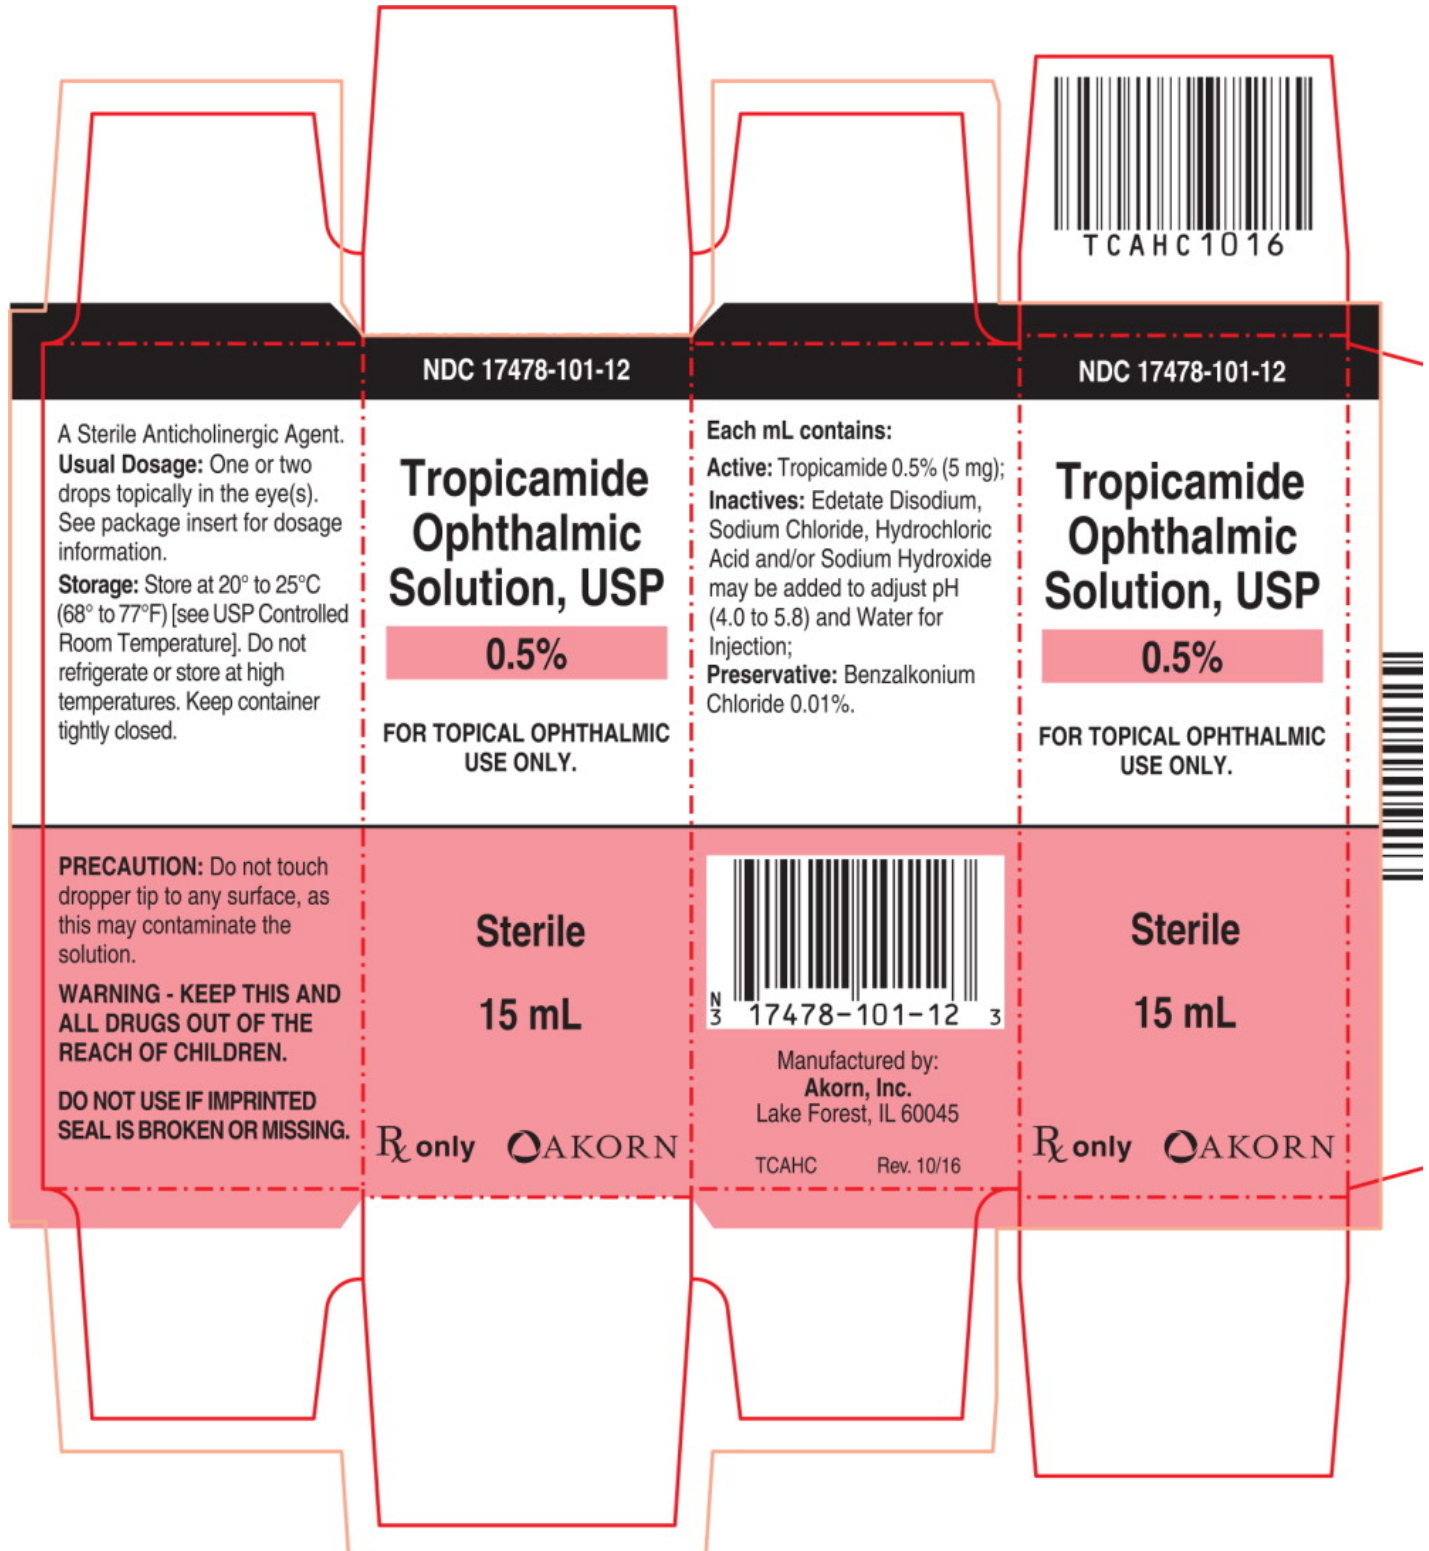 TCAHC1016
NDC 17478-101-12
NDC 17478-101-12
A Sterile Anticholinergic Agent.
Usual Dosage: One or two
drops topically in the eye(s).
See package insert for dosage
information.
Storage: Store at 20° to 25°C
(68° to 77°F) [see USP Controlled
Room Temperature]. Do not
refrigerate or store at high
temperatures. Keep container
tightly closed.
PRECAUTION: Do not touch
dropper tip to any surface, as
this may contaminate the
solution.
WARNING - KEEP THIS AND
ALL DRUGS OUT OF THE
REACH OF CHILDREN.
DO NOT USE IF IMPRINTED
SEAL IS BROKEN OR MISSING.
Tropicamide
Ophthalmic
Solution, USP
0.5%
FOR TOPICAL OPHTHALMIC
USE ONLY.
Sterile
15 mL
Rx only AKORN
Each mL contains:
Active: Tropicamide 0.5% (5 mg);
Inactives: Edetate Disodium,
Sodium Chloride, Hydrochloric
Acid and/or Sodium Hydroxide
may be added to adjust pH
(4.0 to 5.8) and Water for
Injection;
Preservative: Benzalkonium
Chloride 0.01%.
N
3 17478-101-12 3
Manufactured by:
Akorn, Inc.
Lake Forest, IL 60045
TCAHC Rev. 10/16
Tropicamide
Ophthalmic
Solution, USP
0.5%
FOR TOPICAL OPHTHALMIC
USE ONLY.
Sterile
15 mL
Rx only AKORN